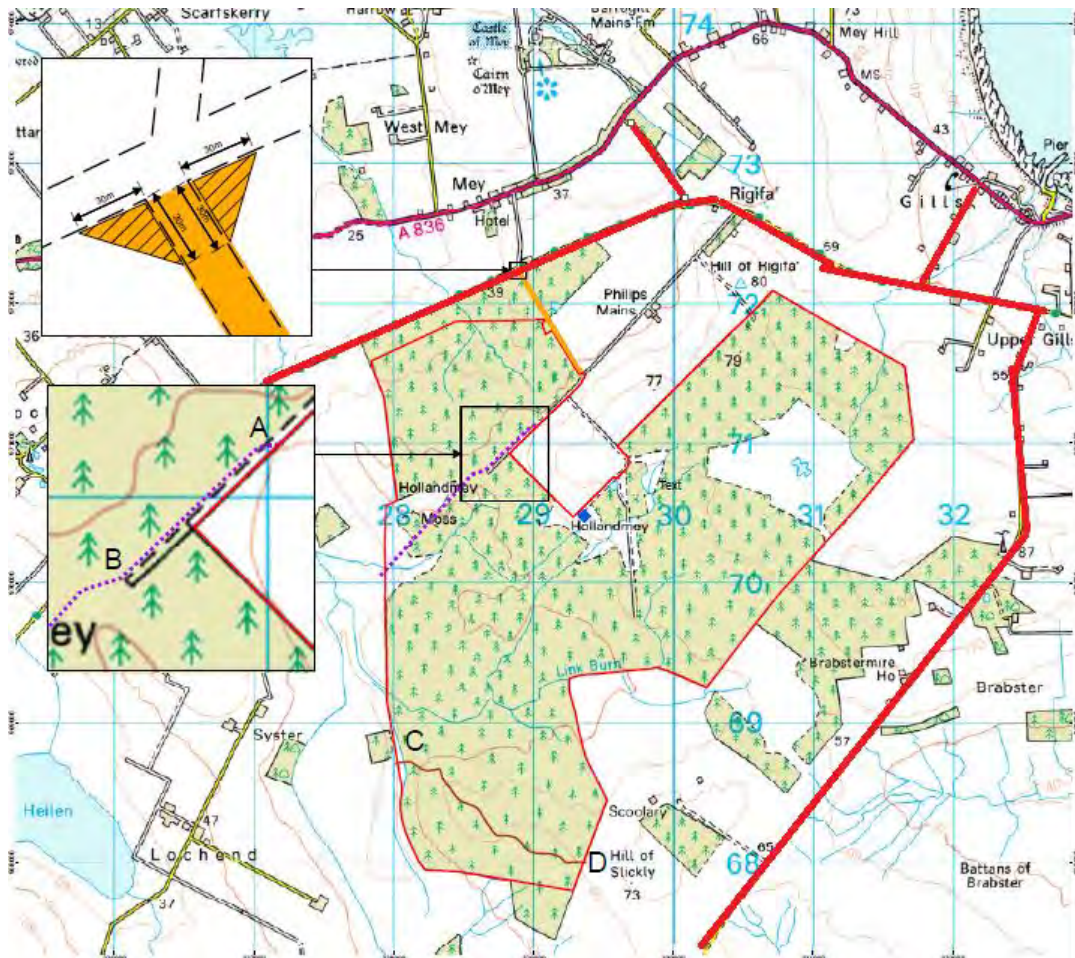 Scarfskerry
Harrow
Barrogill
Mains Fm
73
Mey Hill
13
74
66
Castle
of Mey
Cairn
o'Mey
MS
West Mey
43
Pier
73
Mey
37
Rigifa'
Gills
Hotel
25
A 836
59
30m
30m
20m
30m
Hill of Rigifa'
80
39
Philips
Mains
72
36
Upper Gills
79
55
77
A
71
Hollandmey
Text
28
Moss
29
Hollandmey
30
31
32
87
B
70
ey
Link Burn
Brabstermire
Ho
Brabster
69
Syster
C
57
Heilen
Scoolary
47
Lochend
65
D
Hill of
Slickly
68
73
Battans of
Brabster
37